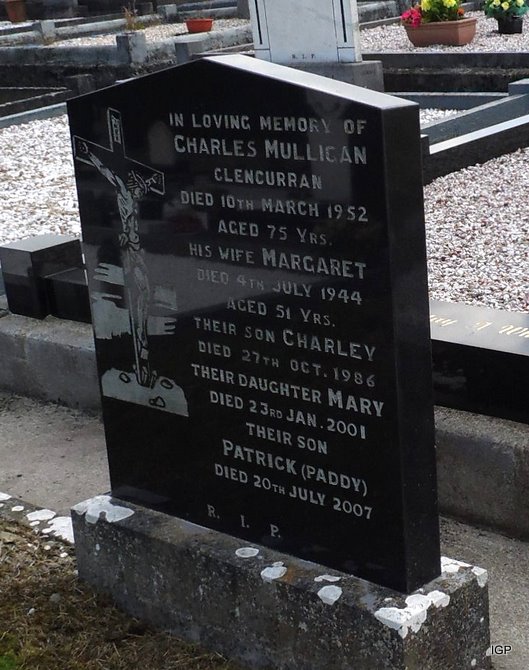 R. I. P.
IN LOVING MEMORY OF
CHARLES MULLIGAN
CLENCURRAN
DIED 10TH MARCH 1952
AGED 75 YRS.
HIS WIFE MARGARET
DIED 4TH JULY 1944
AGED 51 YRS.
THEIR SON CHARLEY
DIED 27TH OCT. 1986
THEIR DAUGHTER MARY
DIED 23RD JAN. 2001
THEIR SON
PATRICK (PADDY)
DIED 20TH JULY 2007
R. I. P.
IGP